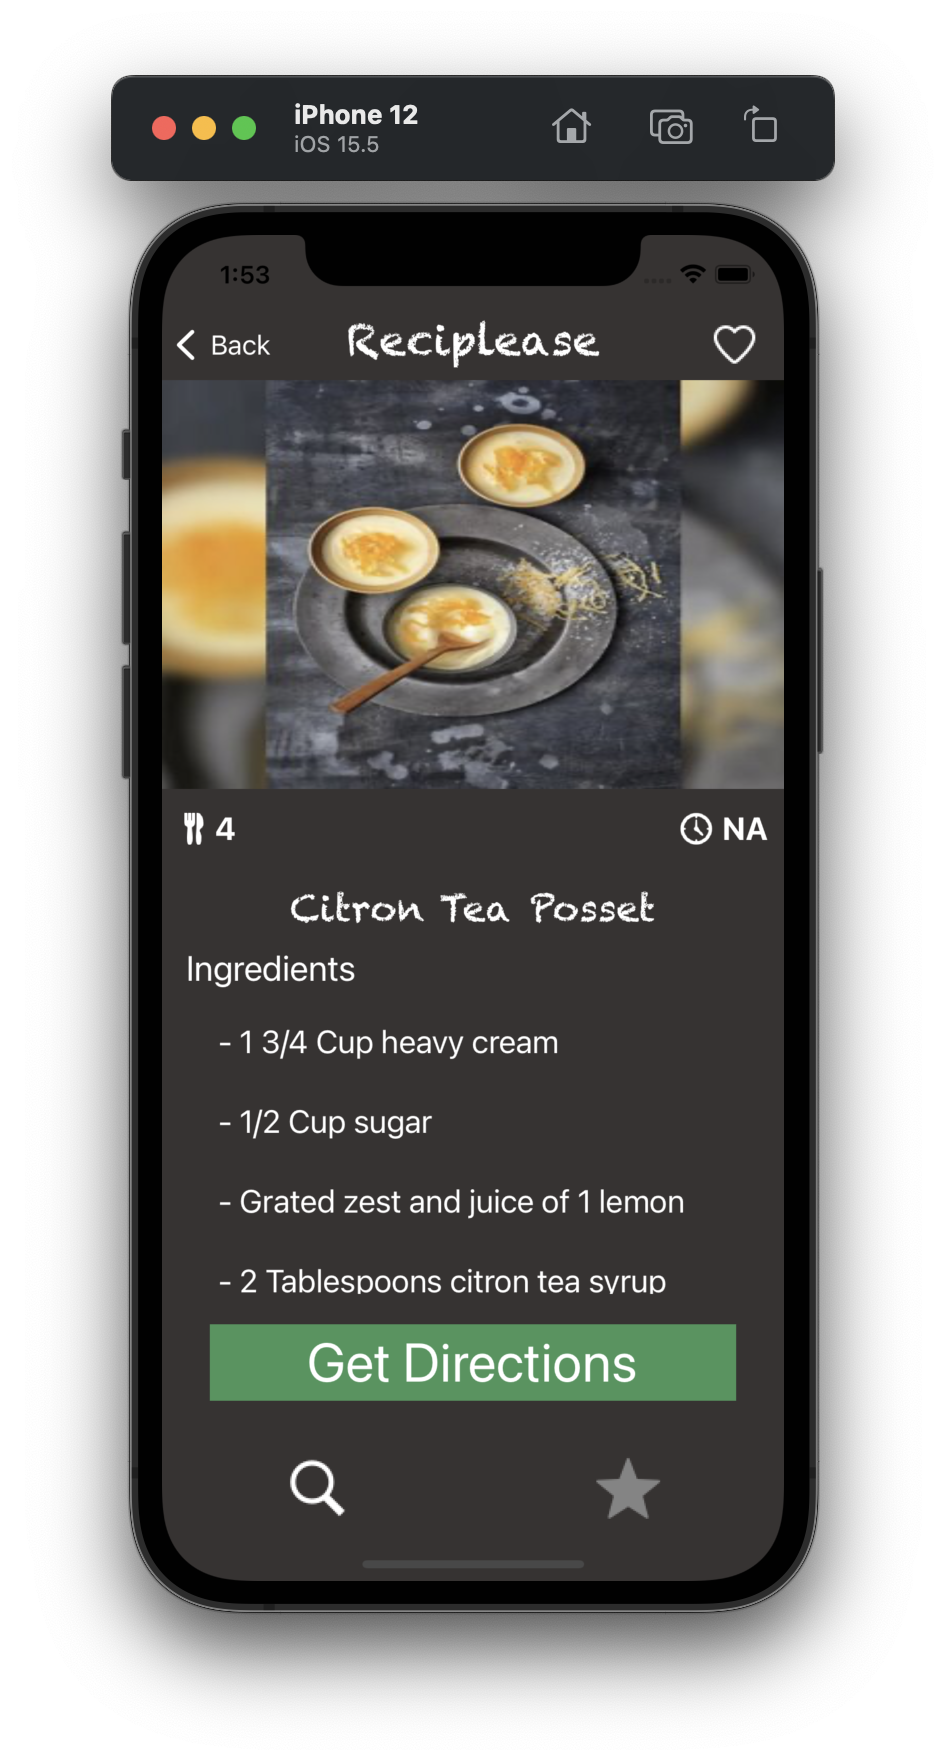 iPhone 12
iOS 15.5
1:53
Back
Reciplease
4
NA
Citron Tea Posset
Ingredients
- 1 3/4 Cup heavy cream
- 1/2 Cup sugar
- Grated zest and juice of 1 lemon
- 2 Tablespoons citron tea syrup
Get Directions